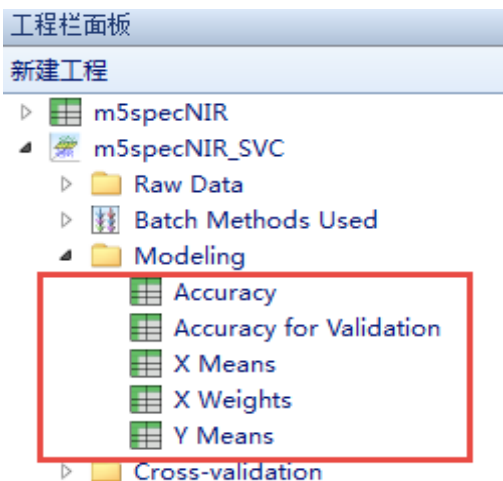 工程栏面板
新建工程
m5specNIR
m5specNIR_SVC
Raw Data
Batch Methods Used
Modeling
Accuracy
Accuracy for Validation
X Means
X Weights
Y Means
Cross-validation